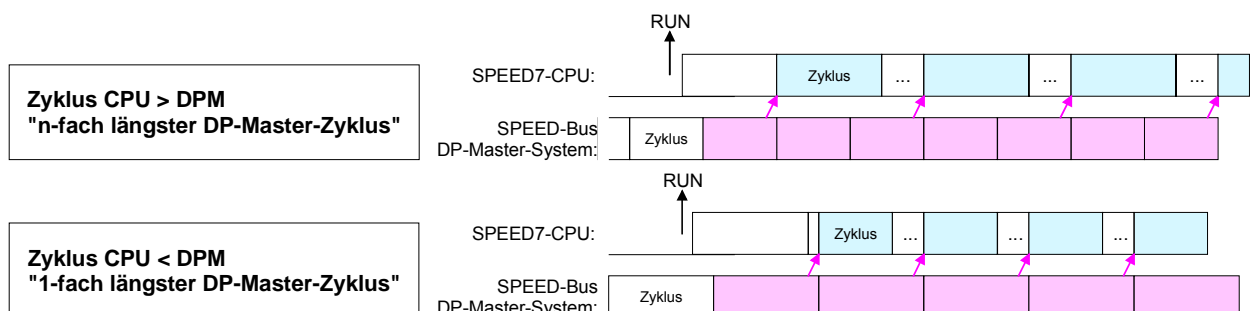 RUN
SPEED7-CPU:
Zyklus ... ... ...
Zyklus CPU > DPM
"n-fach längster DP-Master-Zyklus"
SPEED-Bus
DP-Master-System:
Zyklus
RUN
SPEED7-CPU:
Zyklus ... ... ...
Zyklus CPU < DPM
"1-fach längster DP-Master-Zyklus"
SPEED-Bus
DP-Master-System:
Zyklus